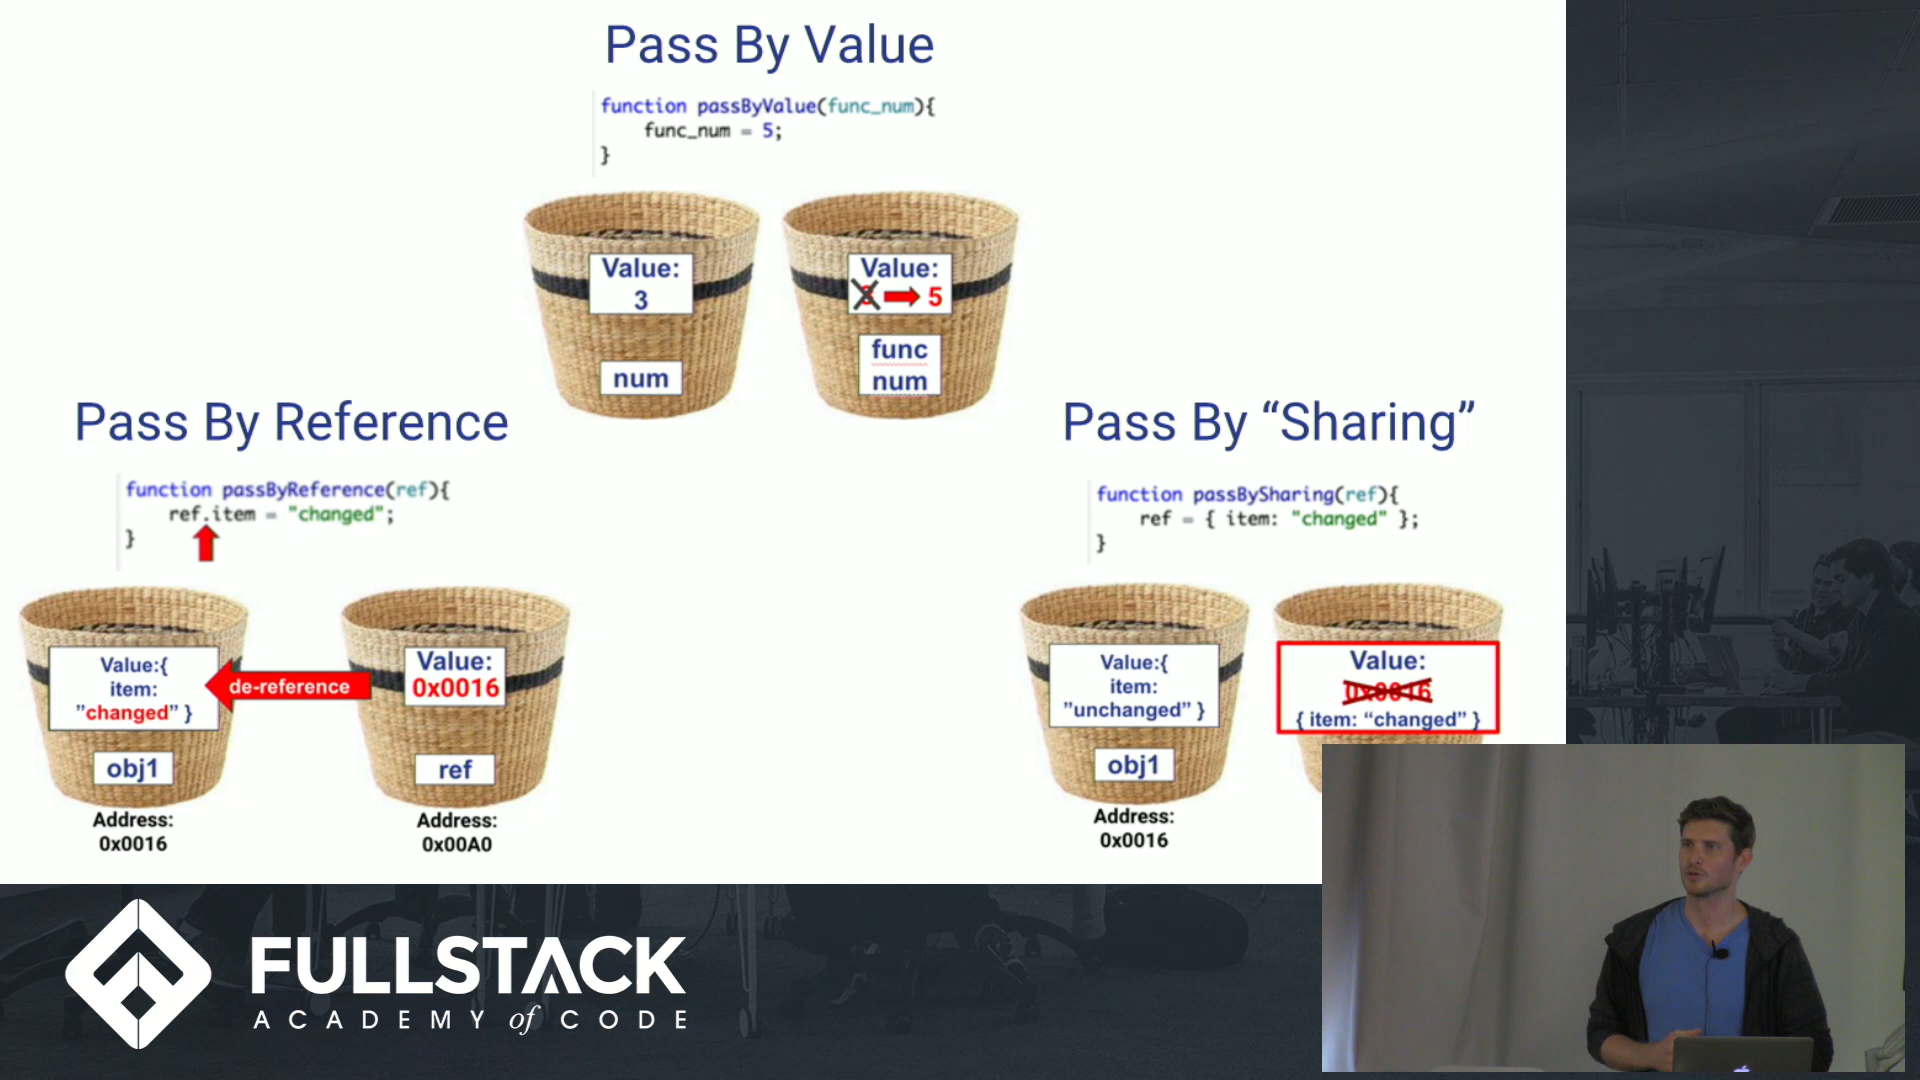 Pass By Value
function passByValue(func_num){
func_num = 5;
}
Value:
3
num
Value:
3 5
func
num
Pass By Reference
function passByReference(ref){
ref.item = "changed";
}
Value:{
item:
”changed” }
obj1
Address:
0x0016
de-reference
Value:
0x0016
ref
Address:
0x00A0
Pass By “Sharing”
function passBySharing(ref){
ref = { item: "changed" };
}
Value:{
item:
”unchanged” }
obj1
Address:
0x0016
Value:
0x0016
{ item: “changed” }
FULLSTACK
ACADEMY of CODE